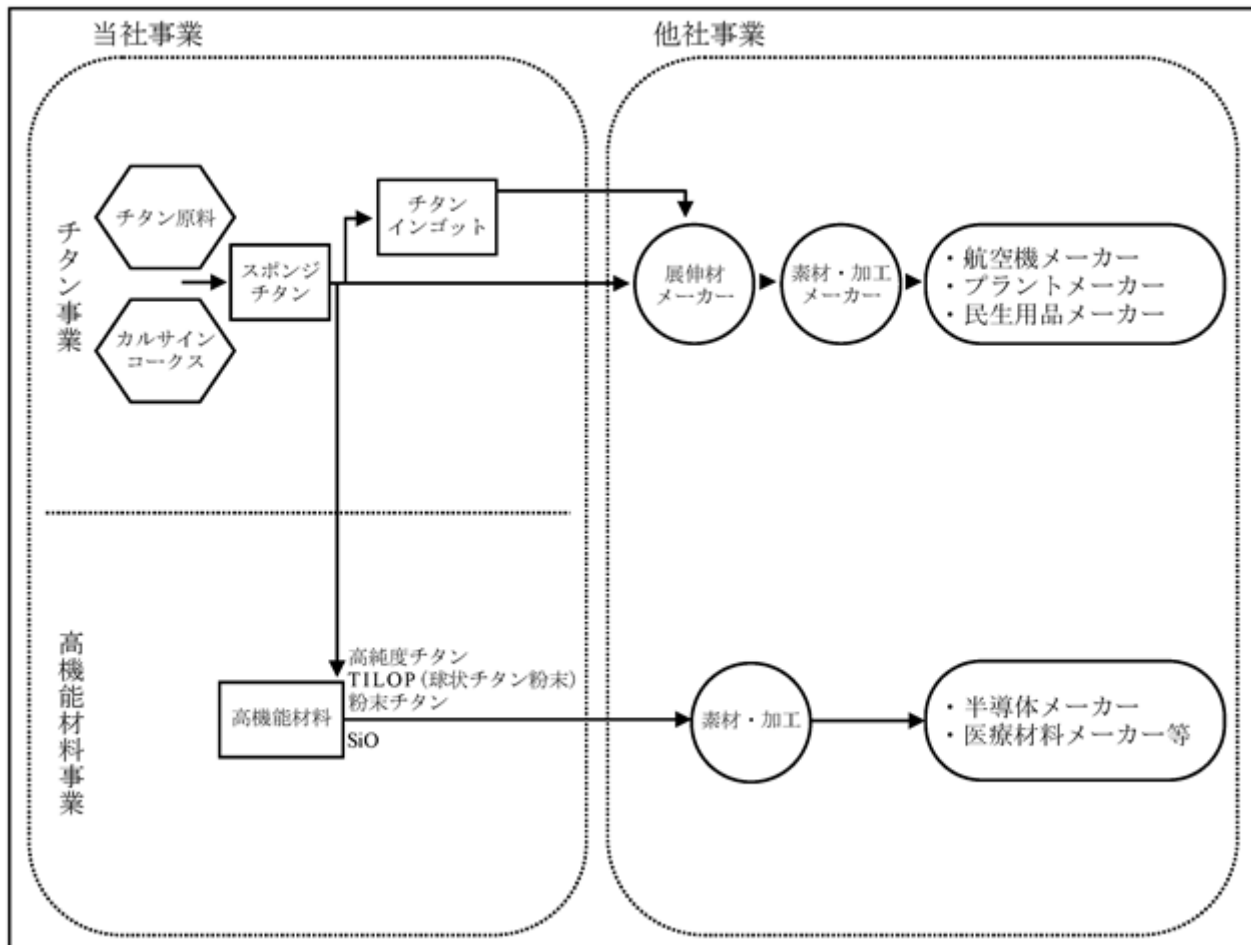 当社事業
他社事業
チタン事業
チタン原料
カルサイン
コークス
スポンジ
チタン
チタン
インゴット
展伸材
メーカー
素材・加工
メーカー
・航空機メーカー
・プラントメーカー
・民生用品メーカー
高機能材料事業
高機能材料
高純度チタン
TILOP(球状チタン粉末)
粉末チタン
SiO
素材・加工
・半導体メーカー
・医療材料メーカー等